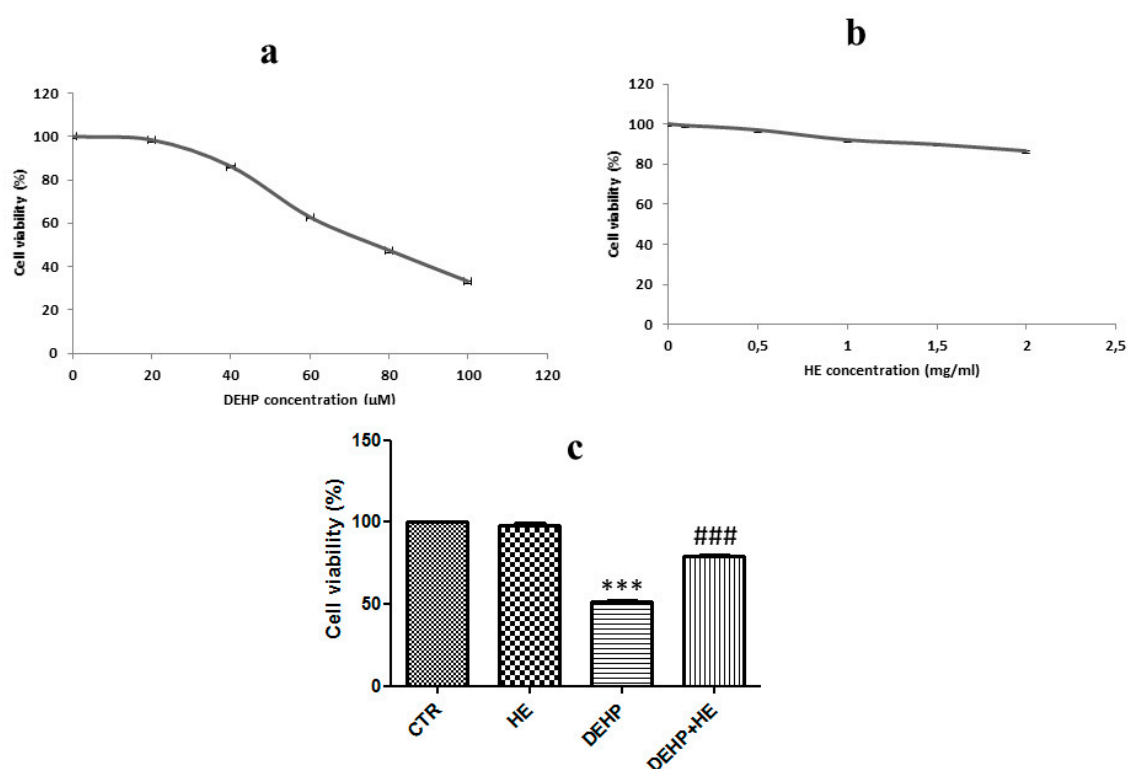 a
120
100
80
60
40
20
0
Cell viability (%)
0 20 40 60 80 100 120
DEHP concentration (µM)
b
120
100
80
60
40
20
0
Cell viability (%)
0 0,5 1 1,5 2 2,5
HE concentration (mg/ml)
c
150
100
50
0
Cell viability (%)
***
###
CTR HE DEHP DEHP+HE